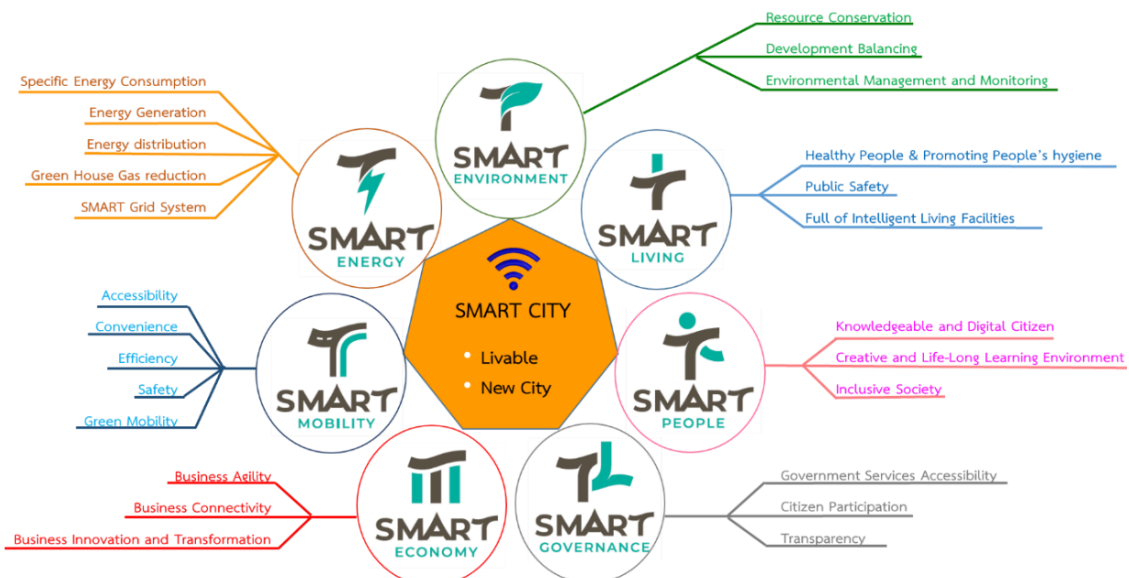 Resource Conservation
Development Balancing
Environmental Management and Monitoring
SMART
ENVIRONMENT
Specific Energy Consumption
Energy Generation
Energy distribution
Green House Gas reduction
SMART Grid System
SMART
ENERGY
Healthy People & Promoting People's hygiene
Public Safety
Full of Intelligent Living Facilities
SMART
LIVING
SMART CITY
• Livable
• New City
Accessibility
Convenience
Efficiency
Safety
Green Mobility
SMART
MOBILITY
Knowledgeable and Digital Citizen
Creative and Life-Long Learning Environment
Inclusive Society
SMART
PEOPLE
Business Agility
Business Connectivity
Business Innovation and Transformation
SMART
ECONOMY
Government Services Accessibility
Citizen Participation
Transparency
SMART
GOVERNANCE